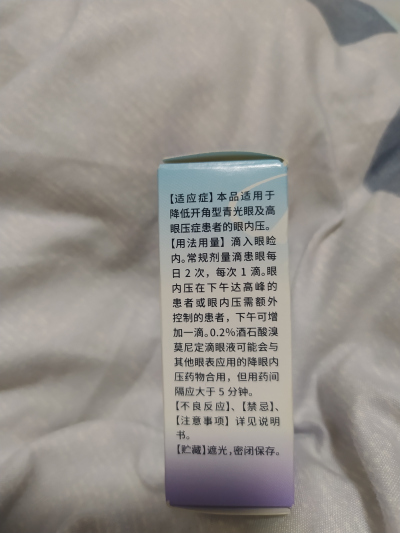 【适应症】本品适用于
降低开角型青光眼及高
眼压症患者的眼内压。
【用法用量】滴入眼睑
内。常规剂量滴患眼每
日2次，每次1滴。眼
内压在下午达高峰的
患者或眼内压需额外
控制的患者，下午可增
加一滴。0.2%酒石酸溴
莫尼定滴眼液可能会与
其他眼表应用的降眼内
压药物合用，但用药间
隔应大于5分钟。
【不良反应】、【禁忌】、
【注意事项】详见说明
书。
【贮藏】遮光，密闭保存。